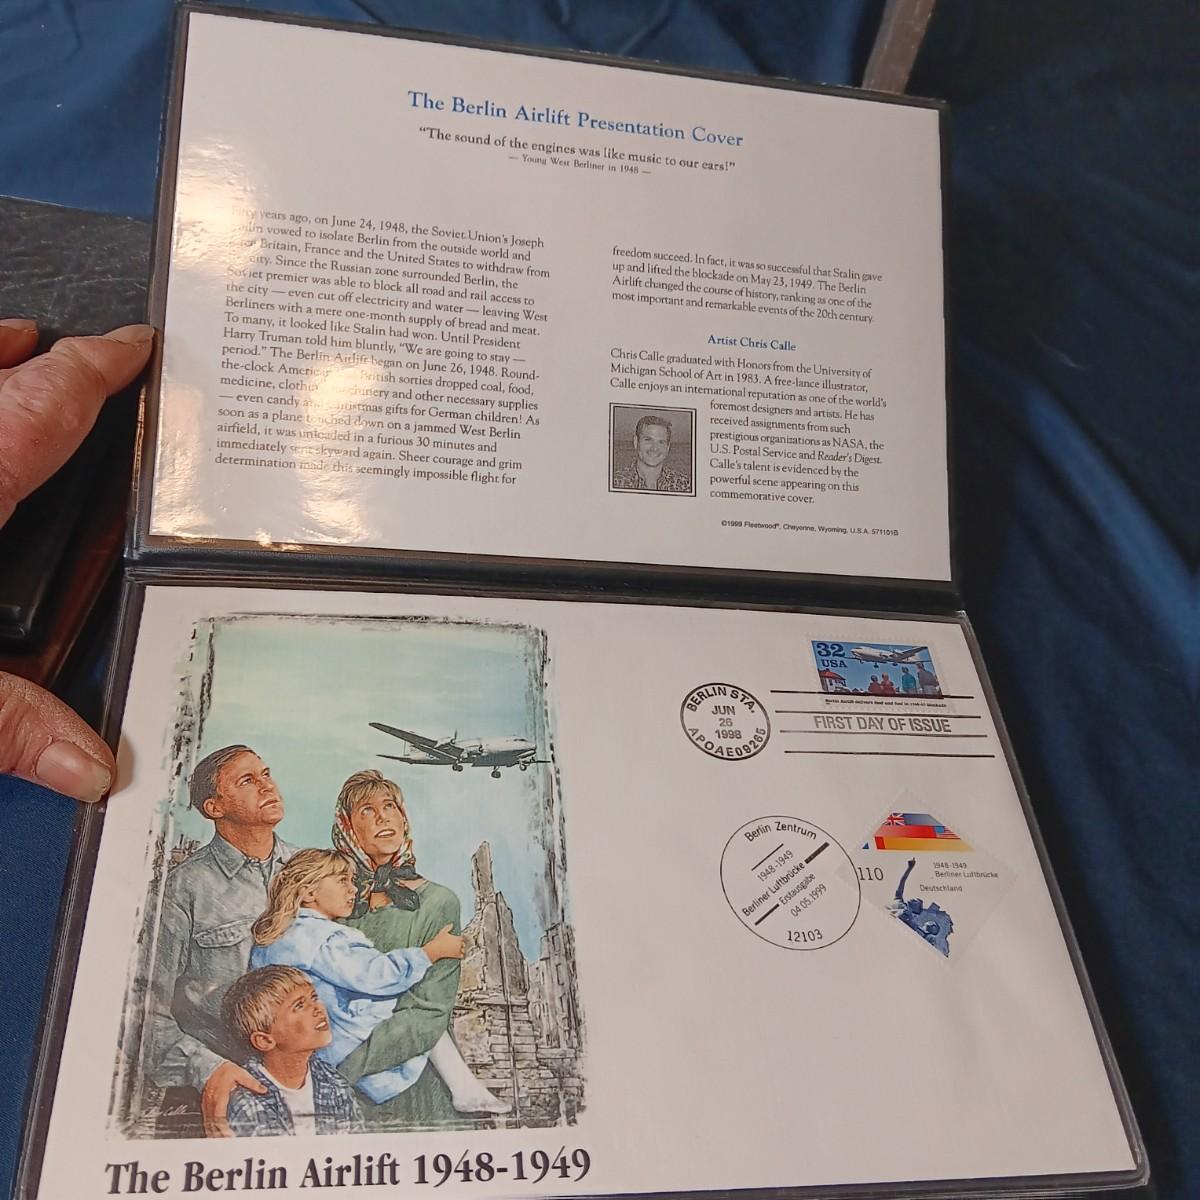 The Berlin Airlift Presentation Cover
"The sound of the engines was like music to our ears!"
— Young West Berliner in 1948 —
years ago, on June 24, 1948, the Soviet Union's Joseph
vowed to isolate Berlin from the outside world and
Britain, France and the United States to withdraw from
city. Since the Russian zone surrounded Berlin, the
Soviet premier was able to block all road and rail access to
the city — even cut off electricity and water — leaving West
Berliners with a mere one-month supply of bread and meat.
To many, it looked like Stalin had won. Until President
Harry Truman told him bluntly, "We are going to stay —
period." The Berlin Airlift began on June 26, 1948. Round-
the-clock American British sorties dropped coal, food,
medicine, clothing, machinery and other necessary supplies
— even candy and Christmas gifts for German children! As
soon as a plane touched down on a jammed West Berlin
airfield, it was unloaded in a furious 30 minutes and
immediately sent skyward again. Sheer courage and grim
determination made this seemingly impossible flight for
freedom succeed. In fact, it was so successful that Stalin gave
up and lifted the blockade on May 23, 1949. The Berlin
Airlift changed the course of history, ranking as one of the
most important and remarkable events of the 20th century.
Artist Chris Calle
Chris Calle graduated with Honors from the University of
Michigan School of Art in 1983. A free-lance illustrator,
Calle enjoys an international reputation as one of the world's
foremost designers and artists. He has
received assignments from such
prestigious organizations as NASA, the
U.S. Postal Service and Reader's Digest.
Calle's talent is evidenced by the
powerful scene appearing on this
commemorative cover.
©1999 Fleetwood®, Cheyenne, Wyoming, U.S.A. 571101B
32
USA
Berlin Airlift delivers food and fuel in 1948-49 blockade
BERLIN STA.
JUN
26
1998
APO AE 09265
FIRST DAY OF ISSUE
Berlin Zentrum
1948-1949
Berliner Luftbrücke
Erstausgabe
04.05.1999
12103
110
1948-1949
Berliner Luftbrücke
Deutschland
Calle
The Berlin Airlift 1948-1949